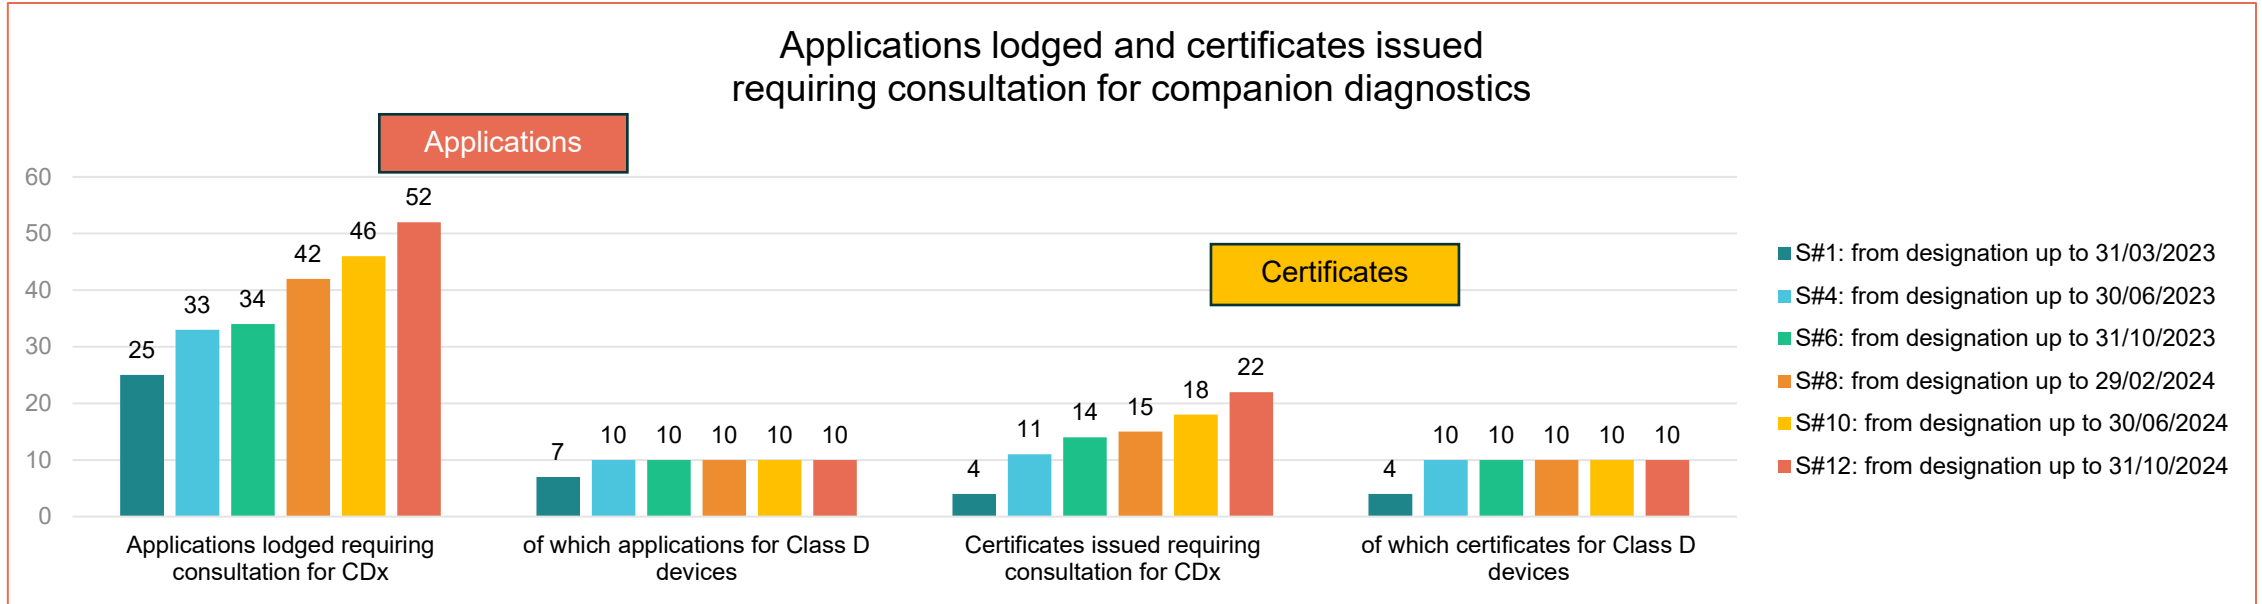 Applications lodged and certificates issued
requiring consultation for companion diagnostics
Applications
Certificates
60
50
40
30
20
10
0
25
33
34
42
46
52
7
10
10
10
10
10
4
11
14
15
18
22
4
10
10
10
10
10
Applications lodged requiring
consultation for CDx
of which applications for Class D
devices
Certificates issued requiring
consultation for CDx
of which certificates for Class D
devices
S#1: from designation up to 31/03/2023
S#4: from designation up to 30/06/2023
S#6: from designation up to 31/10/2023
S#8: from designation up to 29/02/2024
S#10: from designation up to 30/06/2024
S#12: from designation up to 31/10/2024